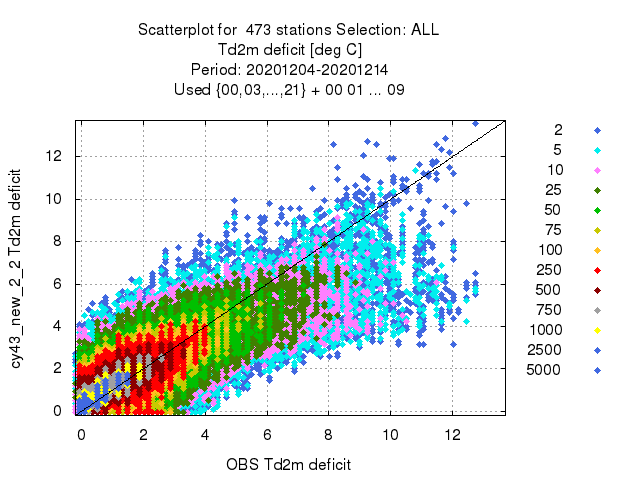 Scatterplot for 473 stations Selection: ALL
Td2m deficit [deg C]
Period: 20201204-20201214
Used {00,03,...,21} + 00 01 ... 09
cy43_new_2_2 Td2m deficit
12
10
8
6
4
2
0
0 2 4 6 8 10 12
OBS Td2m deficit
2
5
10
25
50
75
100
250
500
750
1000
2500
5000